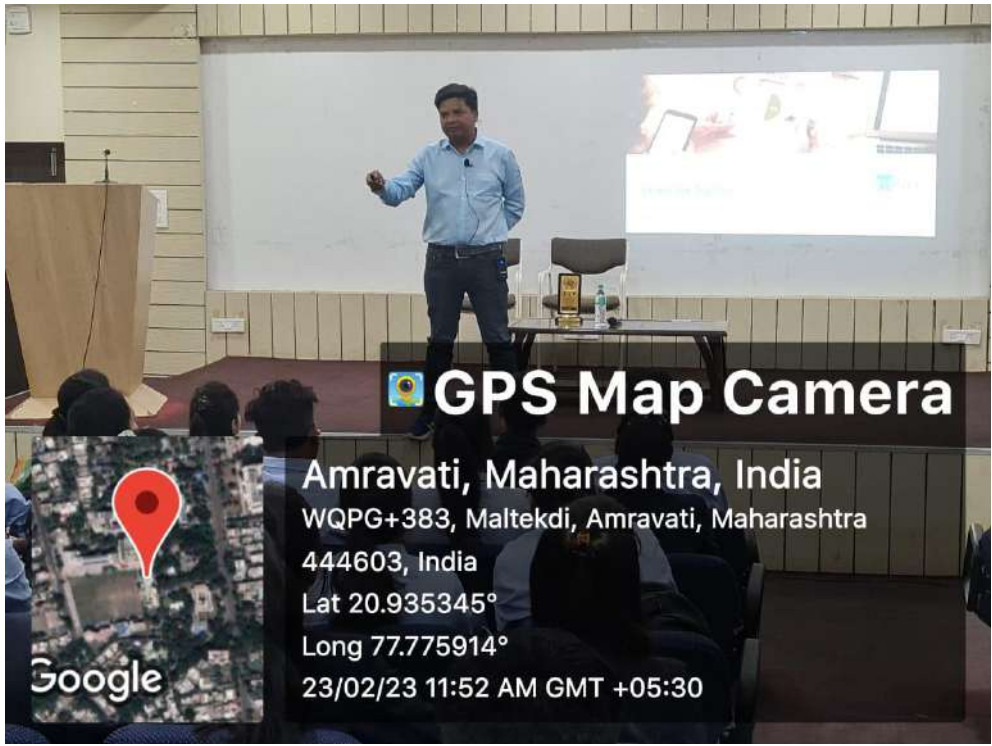 GPS Map Camera
Amravati, Maharashtra, India
WQPG+383, Maltekdi, Amravati, Maharashtra
444603, India
Lat 20.935345°
Long 77.775914°
23/02/23 11:52 AM GMT +05:30
Google